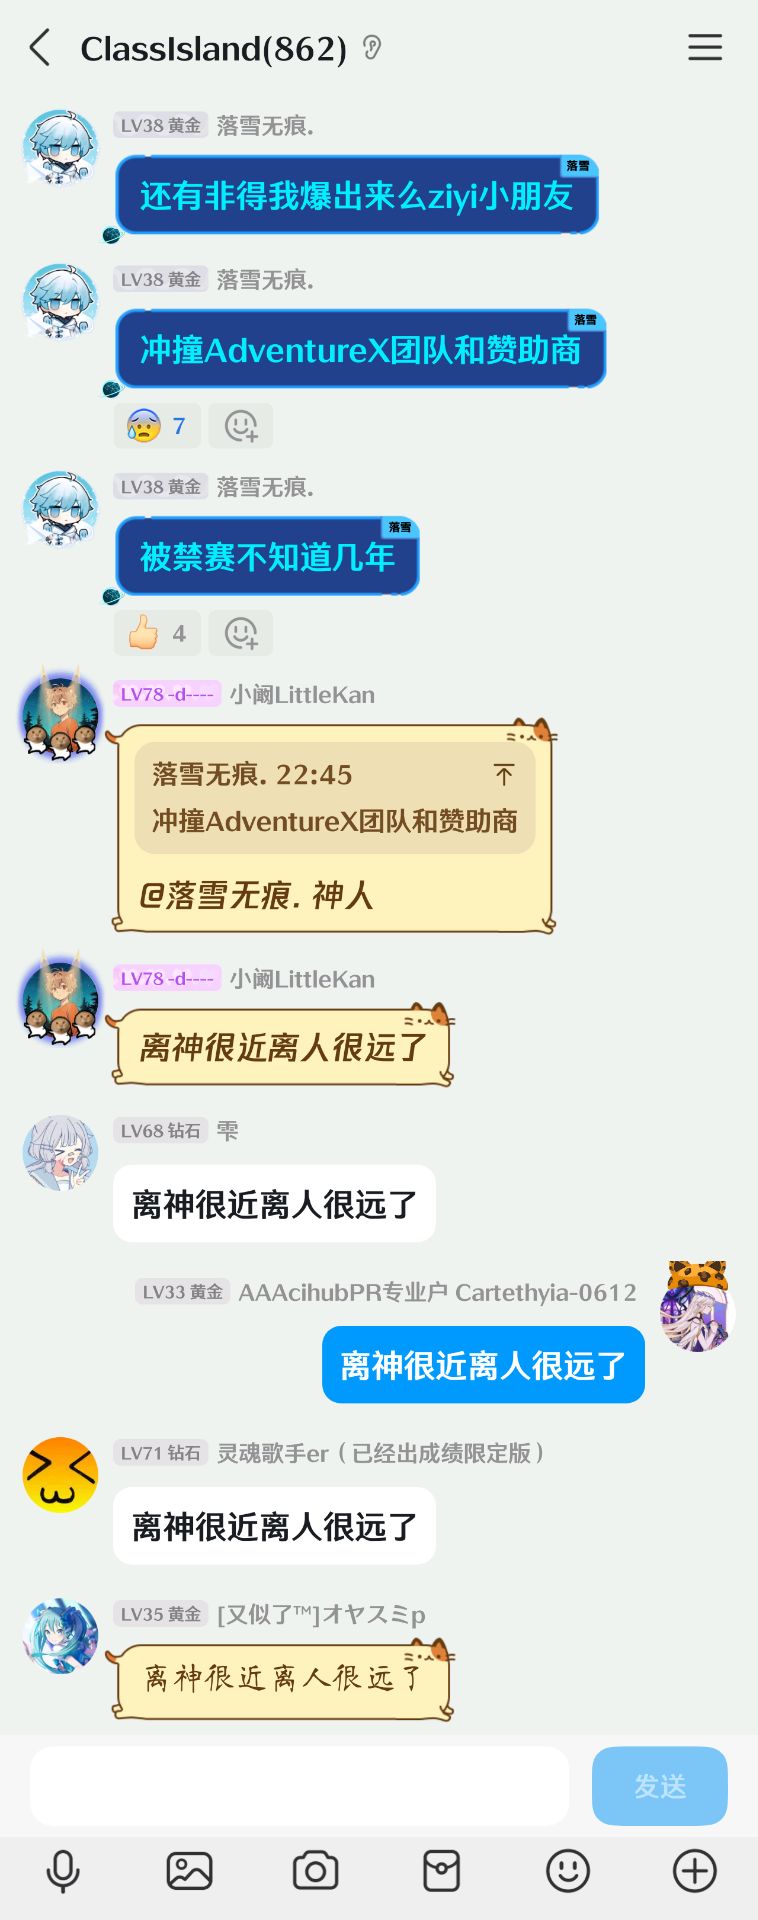 ClassIsland(862)
LV38 黄金 落雪无痕.
落雪
还有非得我爆出来么ziyi小朋友
LV38 黄金 落雪无痕.
落雪
冲撞AdventureX团队和赞助商
7
LV38 黄金 落雪无痕.
落雪
被禁赛不知道几年
4
LV78 -d---- 小阚LittleKan
落雪无痕. 22:45
冲撞AdventureX团队和赞助商
@落雪无痕. 神人
LV78 -d---- 小阚LittleKan
离神很近离人很远了
LV68 钻石 雫
离神很近离人很远了
LV33 黄金 AAAcihubPR专业户 Cartethyia-0612
离神很近离人很远了
LV71 钻石 灵魂歌手er（已经出成绩限定版）
离神很近离人很远了
LV35 黄金 [又似了™]オヤスミp
离神很近离人很远了
发送